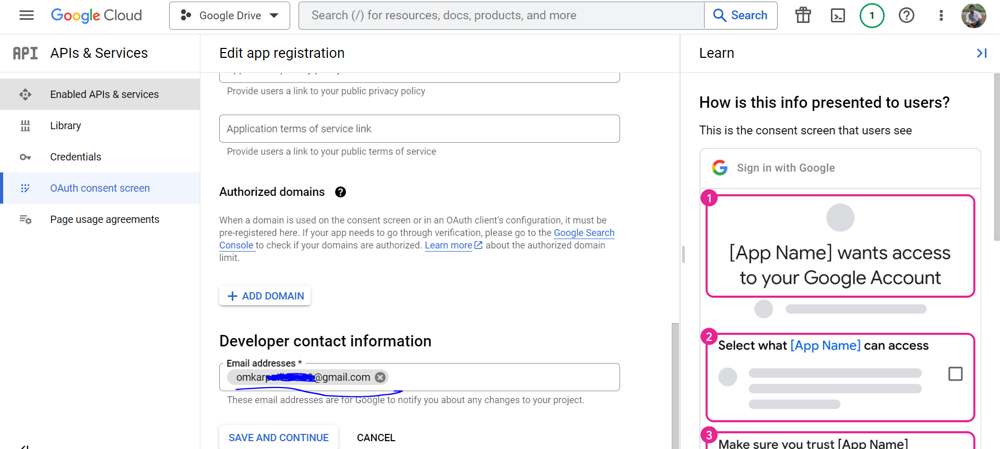 Google Cloud
Google Drive
Search (/) for resources, docs, products, and more
Search
1
API
APIs & Services
Enabled APIs & services
Library
Credentials
OAuth consent screen
Page usage agreements
Edit app registration
Provide users a link to your public privacy policy
Application terms of service link
Provide users a link to your public terms of service
Authorized domains
When a domain is used on the consent screen or in an OAuth client’s configuration, it must be
pre-registered here. If your app needs to go through verification, please go to the Google Search
Console to check if your domains are authorized. Learn more about the authorized domain
limit.
+ ADD DOMAIN
Developer contact information
Email addresses *
@gmail.com
These email addresses are for Google to notify you about any changes to your project.
SAVE AND CONTINUE
CANCEL
Learn
How is this info presented to users?
This is the consent screen that users see
Sign in with Google
1
[App Name] wants access
to your Google Account
2
Select what [App Name] can access
3
Make sure you trust [App Name]